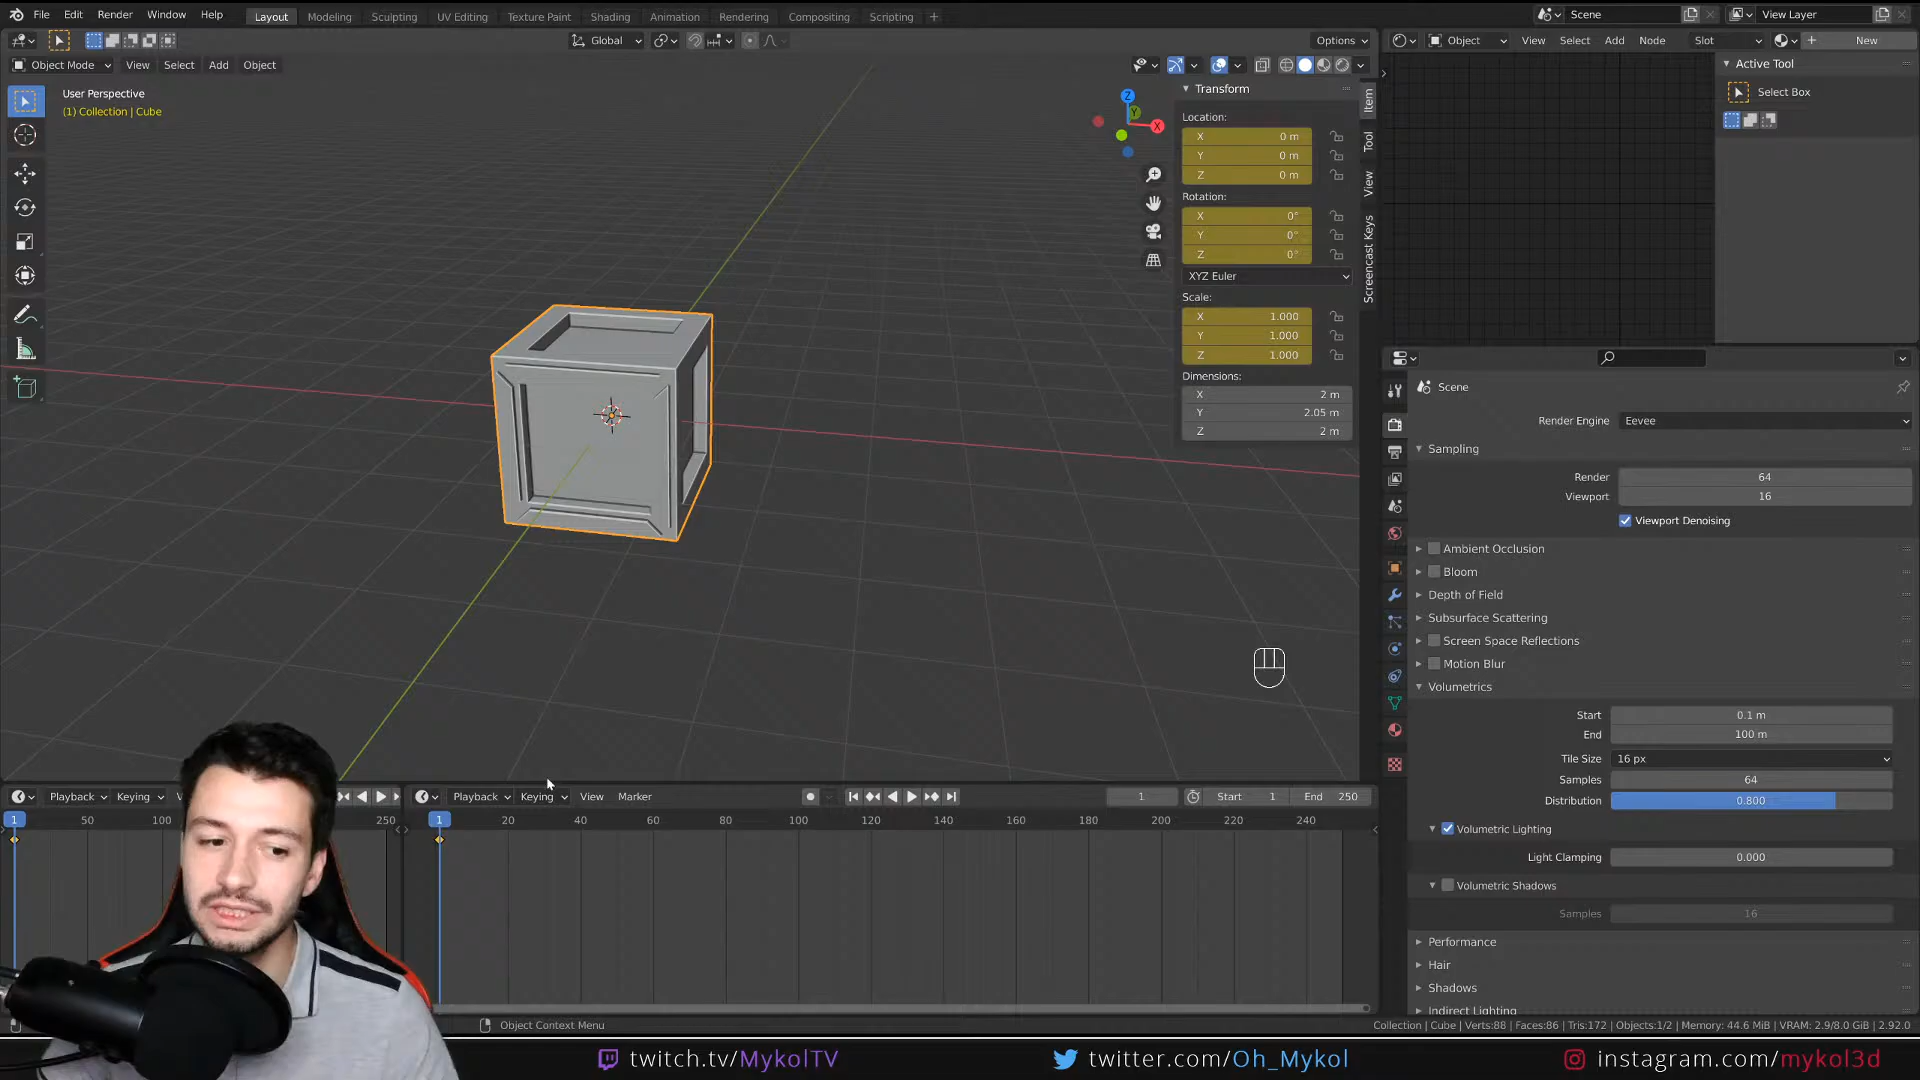 File Edit Render Window Help Layout Modeling Sculpting UV Editing Texture Paint Shading Animation Rendering Compositing Scripting + Scene View Layer
Global Options Object View Select Add Node Slot New
Object Mode View Select Add Object
User Perspective
(1) Collection | Cube
Transform
Location:
X 0 m
Y 0 m
Z 0 m
Rotation:
X 0°
Y 0°
Z 0°
XYZ Euler
Scale:
X 1.000
Y 1.000
Z 1.000
Dimensions:
X 2 m
Y 2.05 m
Z 2 m
Item
Tool
View
Screencast Keys
Z
Y
X
Active Tool
Select Box
Scene
Render Engine Eevee
Sampling
Render 64
Viewport 16
Viewport Denoising
Ambient Occlusion
Bloom
Depth of Field
Subsurface Scattering
Screen Space Reflections
Motion Blur
Volumetrics
Start 0.1 m
End 100 m
Tile Size 16 px
Samples 64
Distribution 0.800
Volumetric Lighting
Light Clamping 0.000
Volumetric Shadows
Samples 16
Performance
Hair
Shadows
Indirect Lighting
Playback Keying Playback Keying View Marker 1 Start 1 End 250
1 50 100 250 1 20 40 60 80 100 120 140 160 180 200 220 240
Object Context Menu
Collection | Cube | Verts:88 | Faces:86 | Tris:172 | Objects:1/2 | Memory: 44.6 MiB | VRAM: 2.9/8.0 GiB | 2.92.0
twitch.tv/MykolTV twitter.com/Oh_Mykol instagram.com/mykol3d